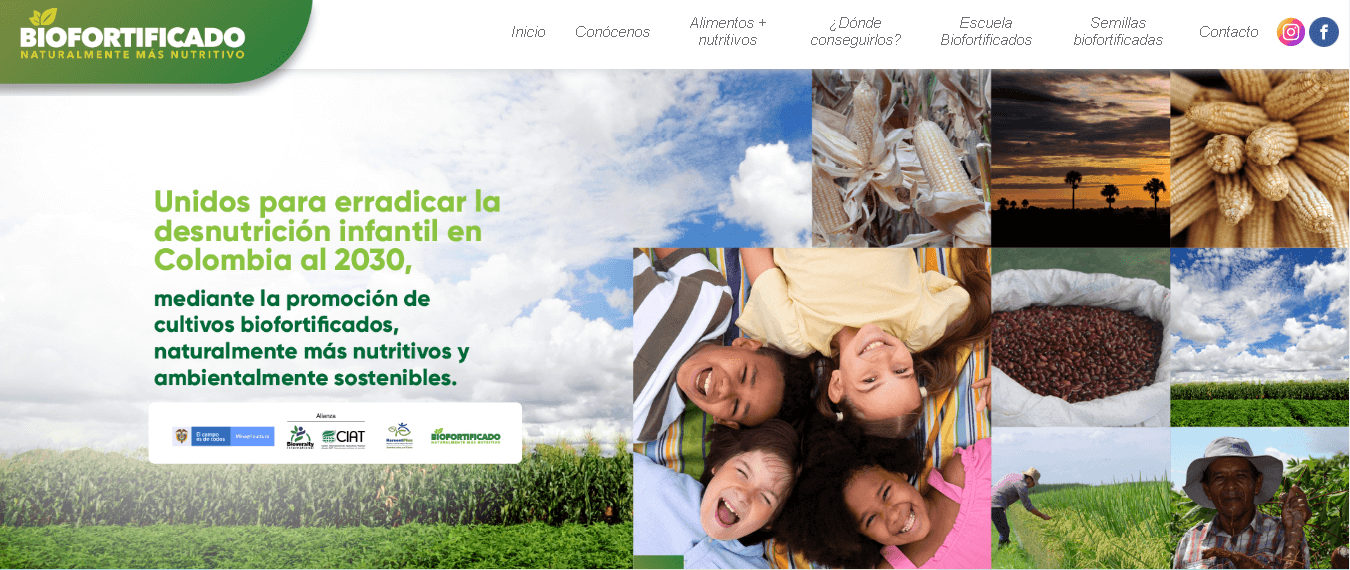 BIOFORTIFICADO
NATURALMENTE MÁS NUTRITIVO
Inicio
Conócenos
Alimentos +
nutritivos
¿Dónde
conseguirlos?
Escuela
Biofortificados
Semillas
biofortificadas
Contacto
Unidos para erradicar la
desnutrición infantil en
Colombia al 2030,
mediante la promoción de
cultivos biofortificados,
naturalmente más nutritivos y
ambientalmente sostenibles.
Alianza
El campo
es de todos
Minagricultura
Bioversity
International
CIAT
HarvestPlus
BIOFORTIFICADO
NATURALMENTE MÁS NUTRITIVO